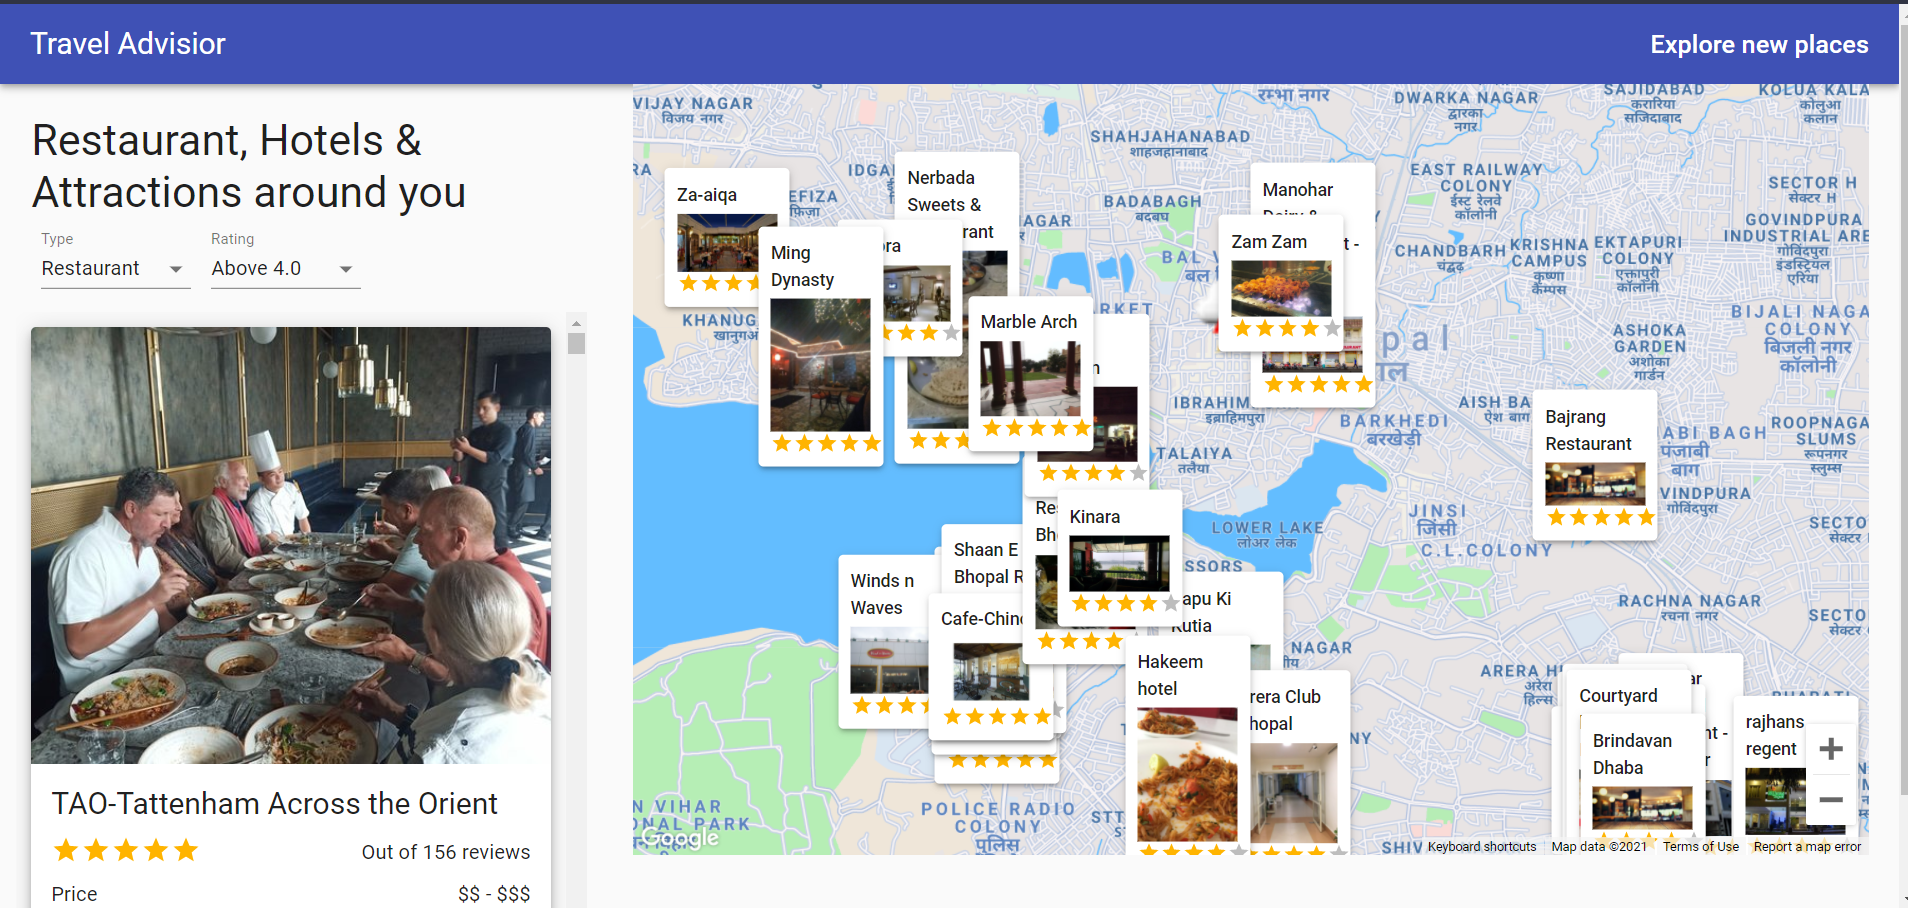 Travel Advisior
Explore new places
Restaurant, Hotels &
Attractions around you
Type
Rating
Restaurant
Above 4.0
TAO-Tattenham Across the Orient
Out of 156 reviews
Price
$$ - $$$
VIJAY NAGAR
विजय नगर
DWARKA NAGAR
द्वारका
नगर
SAJIDABAD
करारिया
सजिदाबाद
KOLUA KALA
कोलुआ
कलान
SHAHJAHANABAD
शाहजहानाबाद
EAST RAILWAY
COLONY
ईस्ट रेलवे
कॉलोनी
SECTOR H
सेक्टर H
BADABAGH
बदबघ
GOVINDPURA
INDUSTRIAL ARE
गोविंदपुरा
इंडस्ट्रियल
एरिया
CHANDBARH
चंद्बढ़
KRISHNA
CAMPUS
कृष्णा
कैम्पस
EKTAPURI
COLONY
एकतापुरी
कॉलोनी
Za-aiqa
Nerbada
Sweets &
Ming
Dynasty
Manohar
Zam Zam
Marble Arch
BIJALI NAGA
COLONY
बिजली नगर
कॉलोनी
ASHOKA
GARDEN
अशोका
गार्डन
IBRAHIM
इब्राहिमपुरा
AISH BA
ऐश बाग
BARKHEDI
बरखेड़ी
Bajrang
Restaurant
ABI BAGH
पंजाबी
बाग
ROOPNAGA
SLUMS
रूपनगर
स्लुम्स
TALAIYA
तलैया
VINDPURA
गोविंदपुरा
JINSI
जिंसी
C.L.COLONY
LOWER LAKE
लोअर लेक
SECTO
सेक्टर
Kinara
Shaan E
Bhopal R
Winds n
Waves
Cafe-Chin
apu Ki
Kutia
RACHNA NAGAR
रचना नगर
SECTO
सेक्टर
Hakeem
hotel
rera Club
hopal
ARERA HI
अरेरा
हिल्स
Courtyard
Brindavan
Dhaba
rajhans
regent
N VIHAR
NAL PARK
POLICE RADIO
COLONY
पुलिस
Google
Keyboard shortcuts
Map data ©2021
Terms of Use
Report a map error